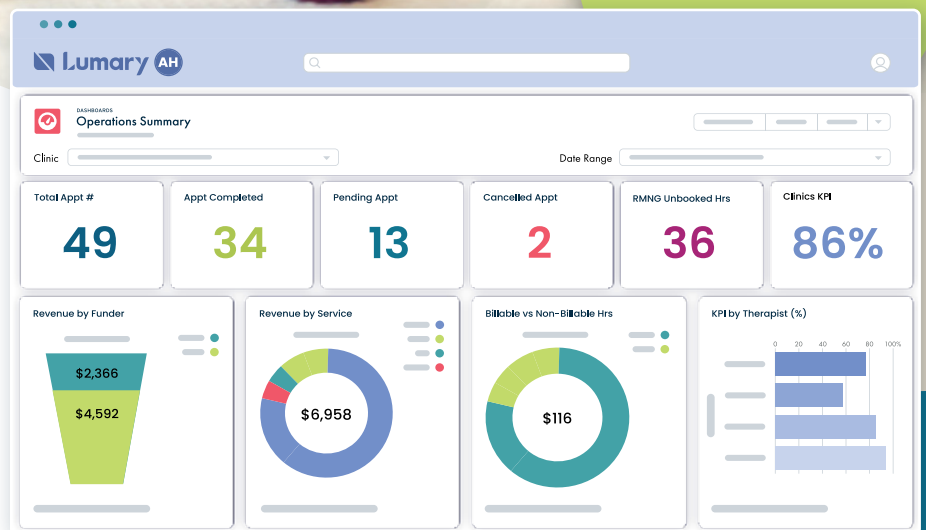 Lumary AH
DASHBOARDS
Operations Summary
Clinic
Date Range
Total Appt #
49
Appt Completed
34
Pending Appt
13
Cancelled Appt
2
RMNG Unbooked Hrs
36
Clinics KPI
86%
Revenue by Funder
$2,366
$4,592
Revenue by Service
$6,958
Billable vs Non-Billable Hrs
$116
KPI by Therapist (%)
0 20 40 60 80 100%